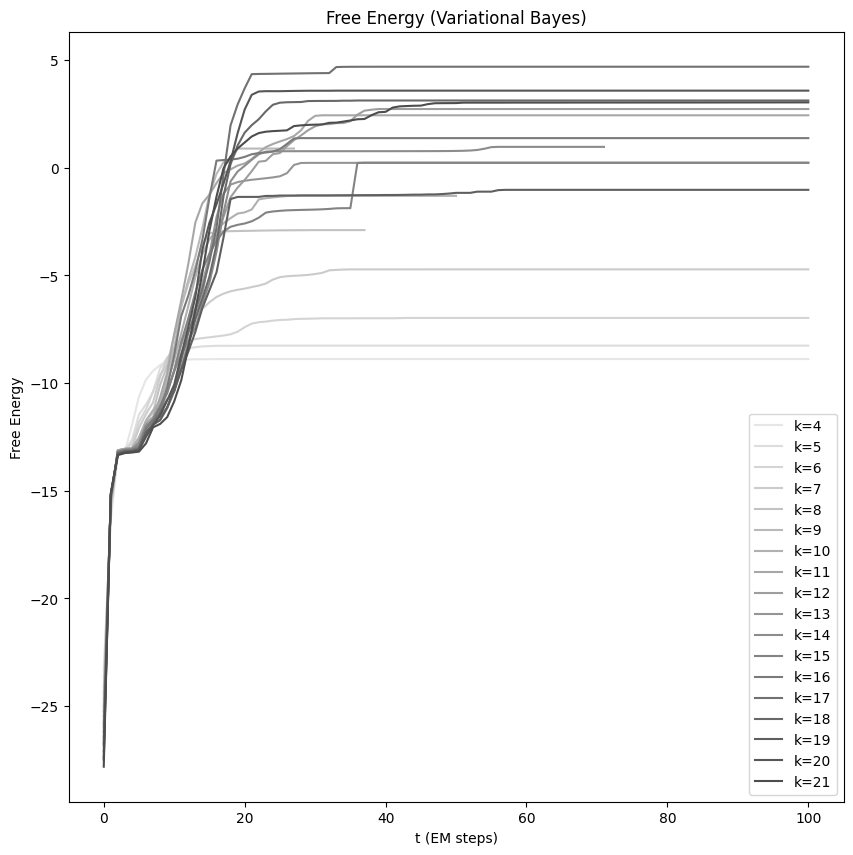 Free Energy (Variational Bayes)
5
0
−5
−10
−15
−20
−25
Free Energy
0
20
40
60
80
100
t (EM steps)
k=4
k=5
k=6
k=7
k=8
k=9
k=10
k=11
k=12
k=13
k=14
k=15
k=16
k=17
k=18
k=19
k=20
k=21